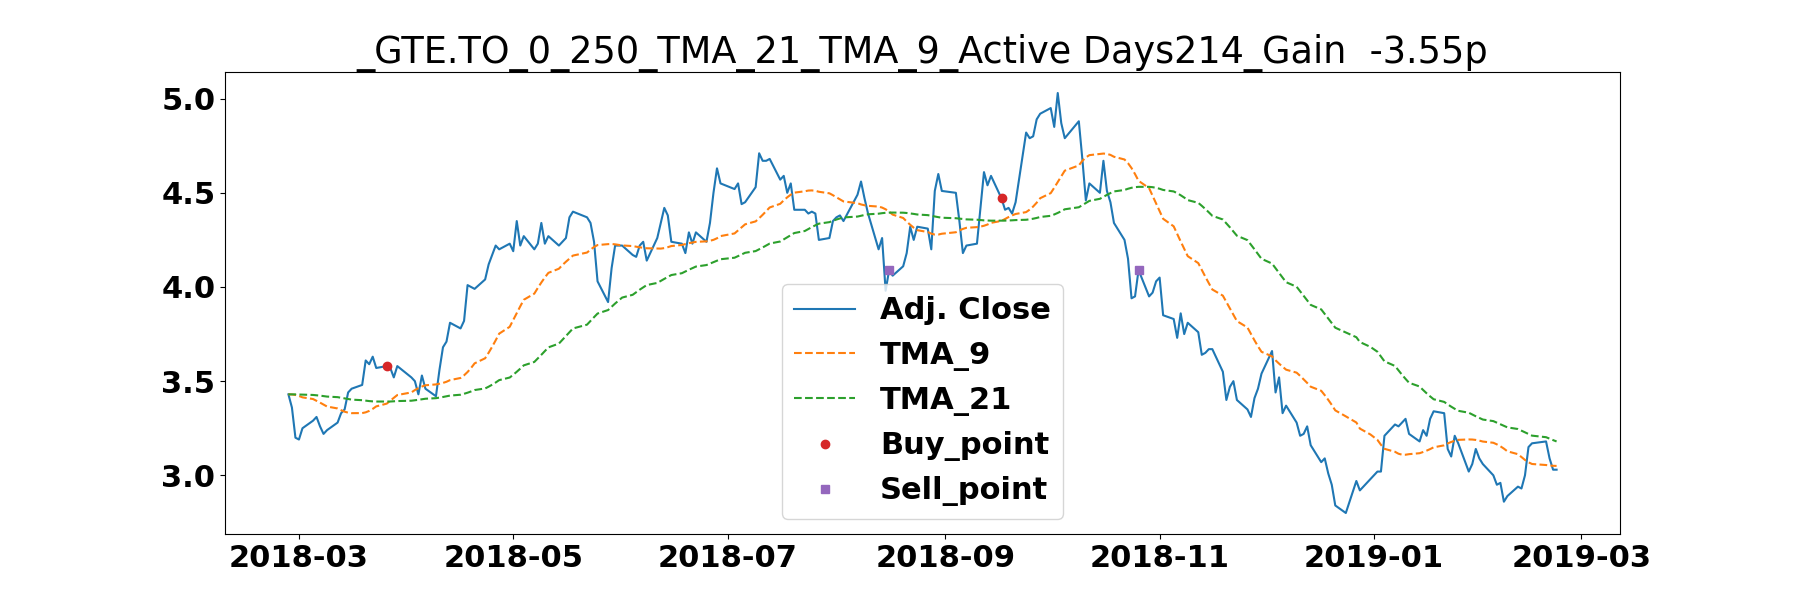 _GTE.TO_0_250_TMA_21_TMA_9_Active Days214_Gain  -3.55p
5.0
4.5
4.0
3.5
3.0
Adj. Close
TMA_9
TMA_21
Buy_point
Sell_point
2018-03 2018-05 2018-07 2018-09 2018-11 2019-01 2019-03